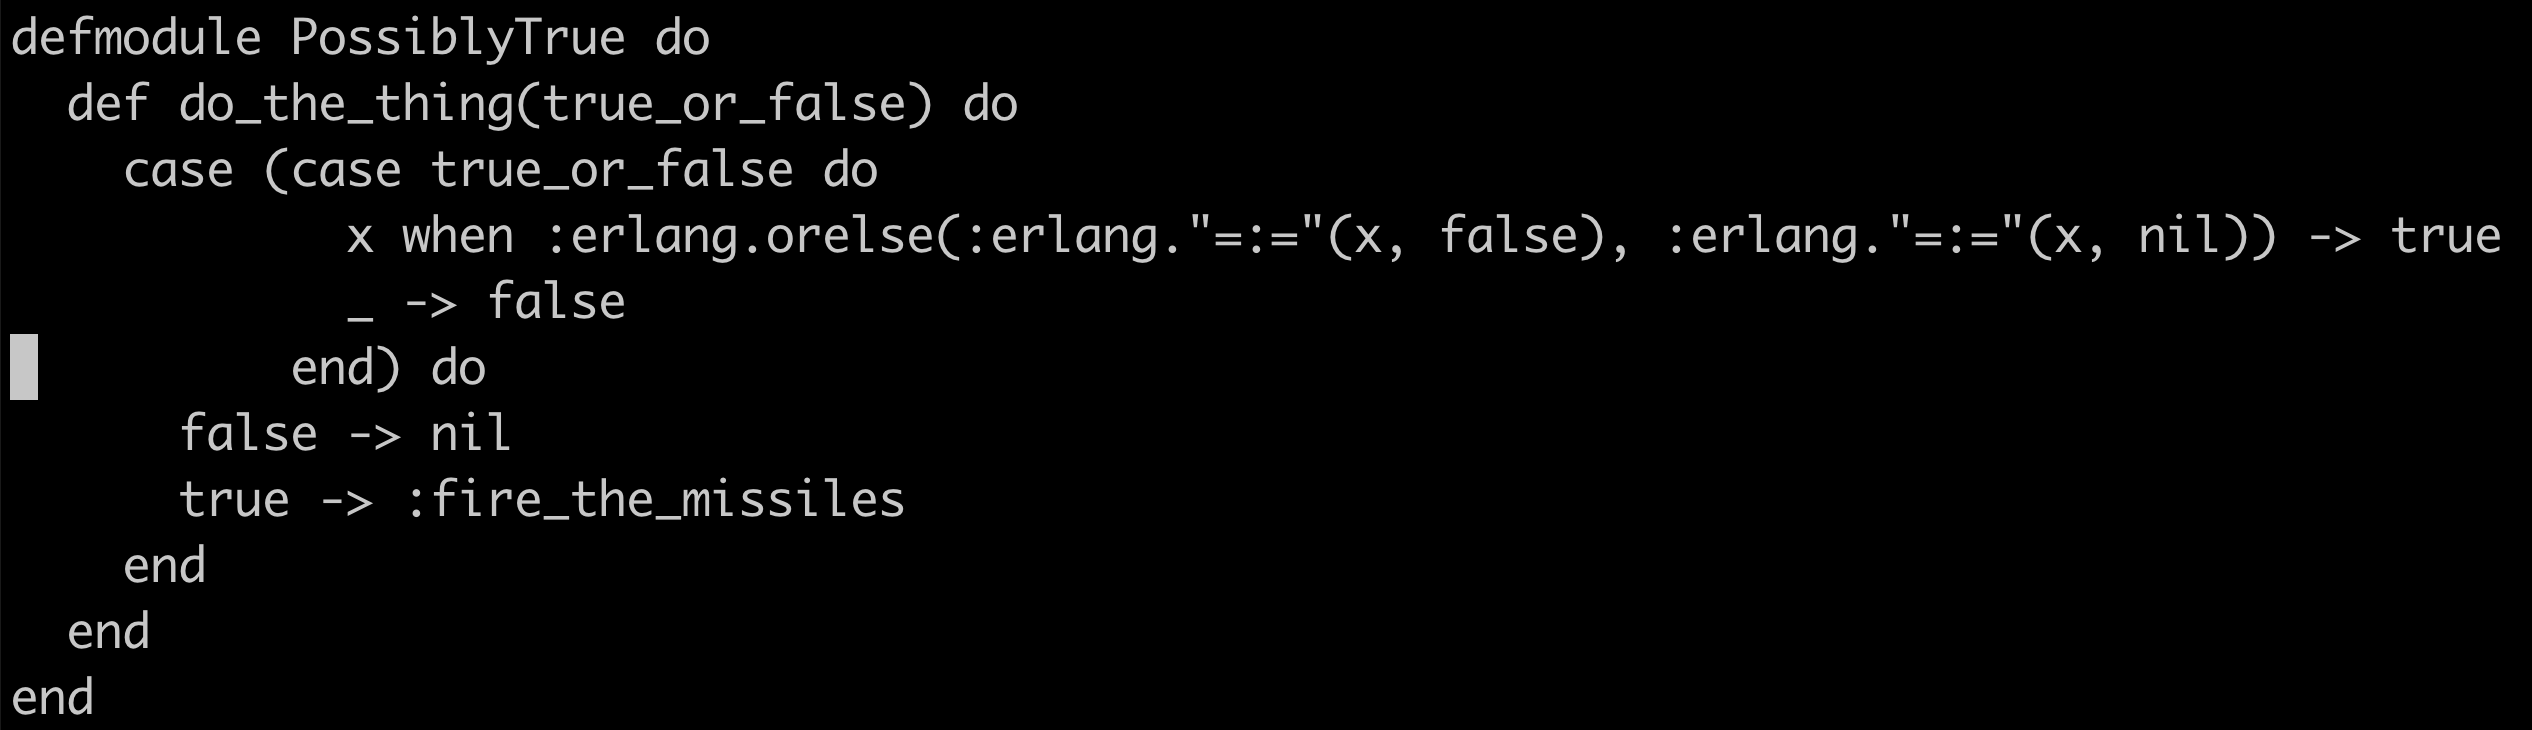 defmodule PossiblyTrue do
  def do_the_thing(true_or_false) do
    case (case true_or_false do
            x when :erlang.orelse(:erlang."=:="(x, false), :erlang."=:="(x, nil)) -> true
            _ -> false
          end) do
      false -> nil
      true -> :fire_the_missiles
    end
  end
end